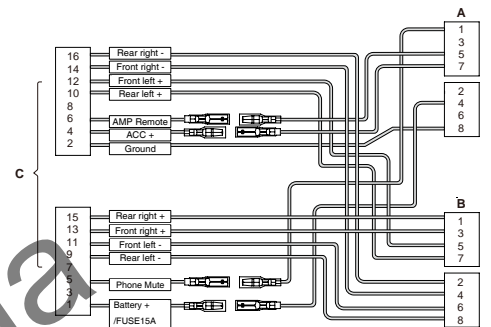 A
16 Rear right -
14 Front right -
12 Front left +
10 Rear left +
8
6 AMP Remote
4 ACC +
2 Ground
1
3
5
7
2
4
6
8
C
15 Rear right +
13 Front right +
11 Front left -
9 Rear left -
7
5 Phone Mute
3
1 Battery +
/FUSE15A
B
1
3
5
7
2
4
6
8